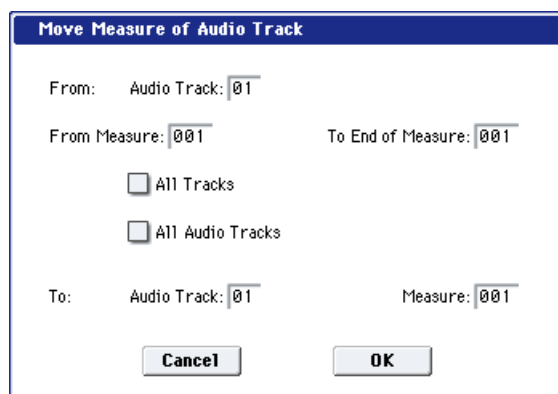 Move Measure of Audio Track
From: Audio Track: 01
From Measure: 001 To End of Measure: 001
All Tracks
All Audio Tracks
To: Audio Track: 01 Measure: 001
Cancel OK